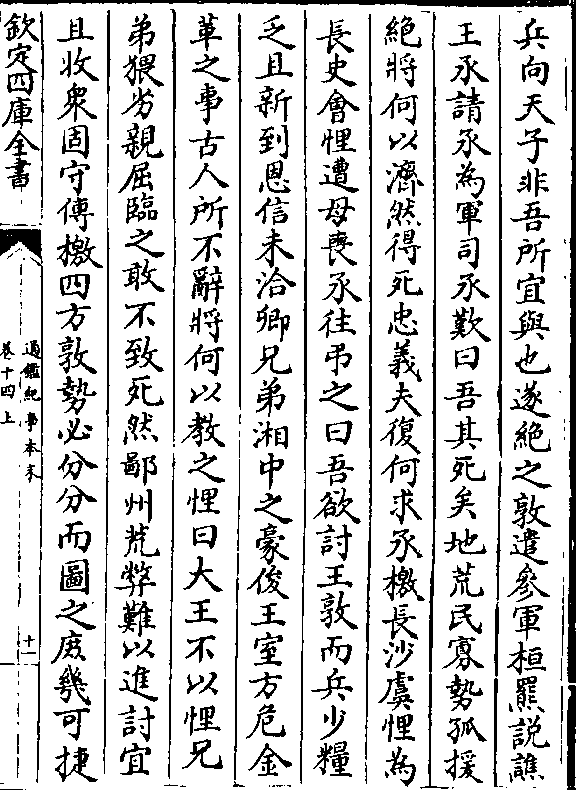 兵向天子非吾所宜與也遂絶之敦遣參軍桓羆説譙
王承請承為軍司承歎曰吾其死矣地荒民寡勢孤援
絶將何以濟然得死忠義夫復何求承檄長沙虞悝為
長史會悝遭母喪承往弔之曰吾欲討王敦而兵少糧
乏且新到恩信未洽卿兄弟湘中之豪俊王室方危金
革之事古人所不辭將何以教之悝曰大王不以悝兄
弟猥劣親屈臨之敢不致死然鄙州荒弊難以進討宜
且收衆固守傳檄四方敦勢必分分而圖之庶幾可捷
欽定四庫全書
通鑑紀事本末
卷十四上
十一